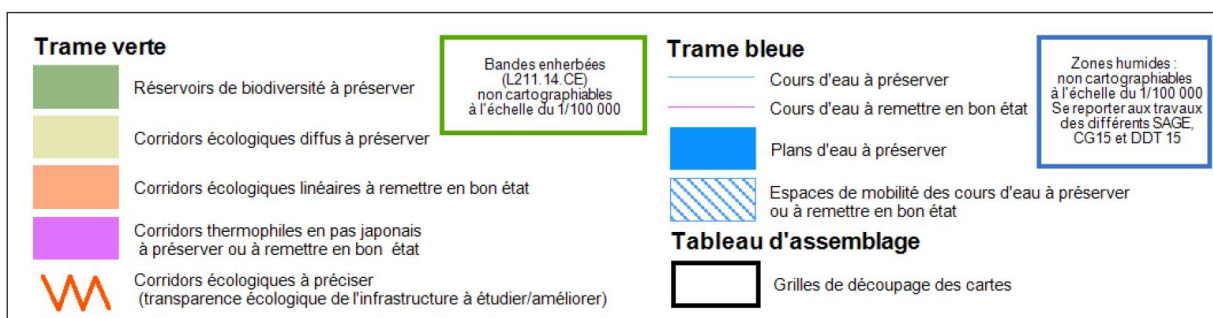 Trame verte
Réservoirs de biodiversité à préserver
Corridors écologiques diffus à préserver
Corridors écologiques linéaires à remettre en bon état
Corridors thermophiles en pas japonais
à préserver ou à remettre en bon état
Corridors écologiques à préciser
(transparence écologique de l'infrastructure à étudier/améliorer)
Bandes enherbées
(L211.14.CE)
non cartographiables
à l'échelle du 1/100 000
Trame bleue
Cours d'eau à préserver
Cours d'eau à remettre en bon état
Plans d'eau à préserver
Espaces de mobilité des cours d'eau à préserver
ou à remettre en bon état
Zones humides :
non cartographiables
à l'échelle du 1/100 000
Se reporter aux travaux
des différents SAGE,
CG15 et DDT 15
Tableau d'assemblage
Grilles de découpage des cartes